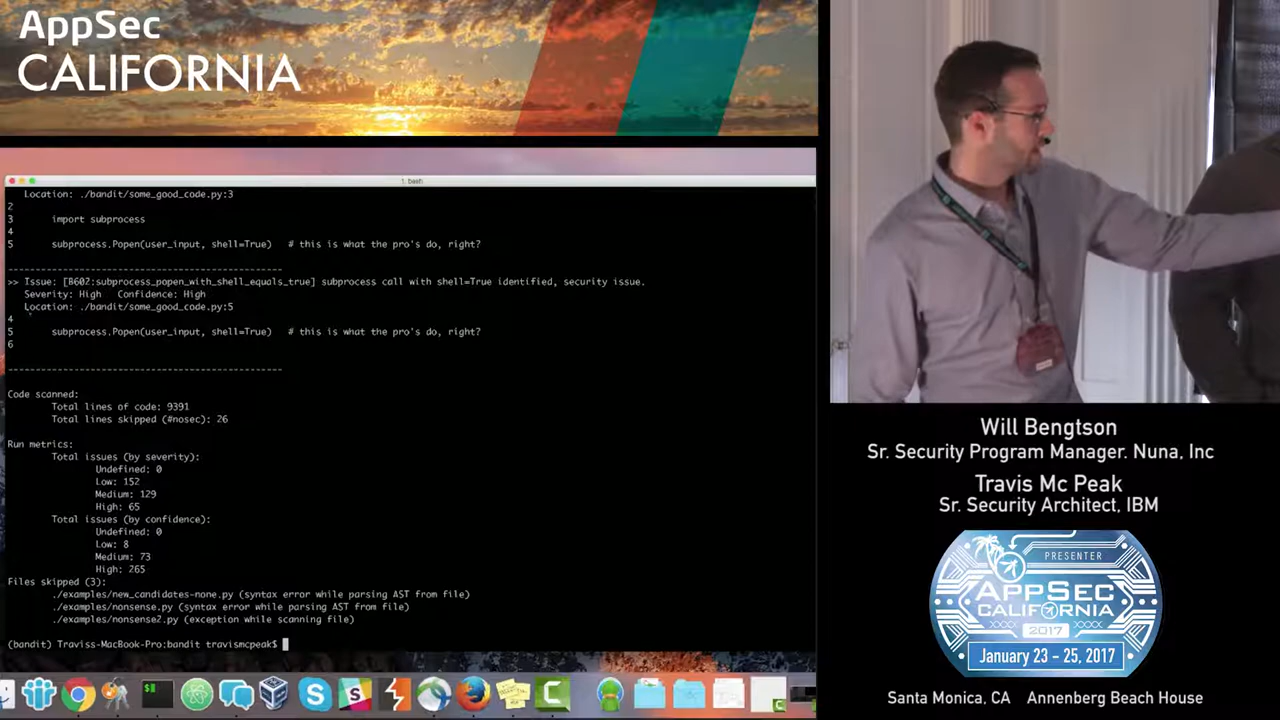 AppSec
CALIFORNIA
1. bash
Location: ./bandit/some_good_code.py:3
2
3 import subprocess
4
5 subprocess.Popen(user_input, shell=True) # this is what the pro's do, right?
--------------------------------------------------
>> Issue: [B602:subprocess_popen_with_shell_equals_true] subprocess call with shell=True identified, security issue.
Severity: High Confidence: High
Location: ./bandit/some_good_code.py:5
4
5 subprocess.Popen(user_input, shell=True) # this is what the pro's do, right?
6
--------------------------------------------------
Code scanned:
Total lines of code: 9391
Total lines skipped (#nosec): 26
Run metrics:
Total issues (by severity):
Undefined: 0
Low: 152
Medium: 129
High: 65
Total issues (by confidence):
Undefined: 0
Low: 8
Medium: 73
High: 265
Files skipped (3):
./examples/new_candidates-none.py (syntax error while parsing AST from file)
./examples/nonsense.py (syntax error while parsing AST from file)
./examples/nonsense2.py (exception while scanning file)
(bandit) Traviss-MacBook-Pro:bandit travismcpeak$
Will Bengtson
Sr. Security Program Manager. Nuna, Inc
Travis Mc Peak
Sr. Security Architect, IBM
PRESENTER
APPSEC
CALIFORNIA
2017
January 23 - 25, 2017
Santa Monica, CA Annenberg Beach House